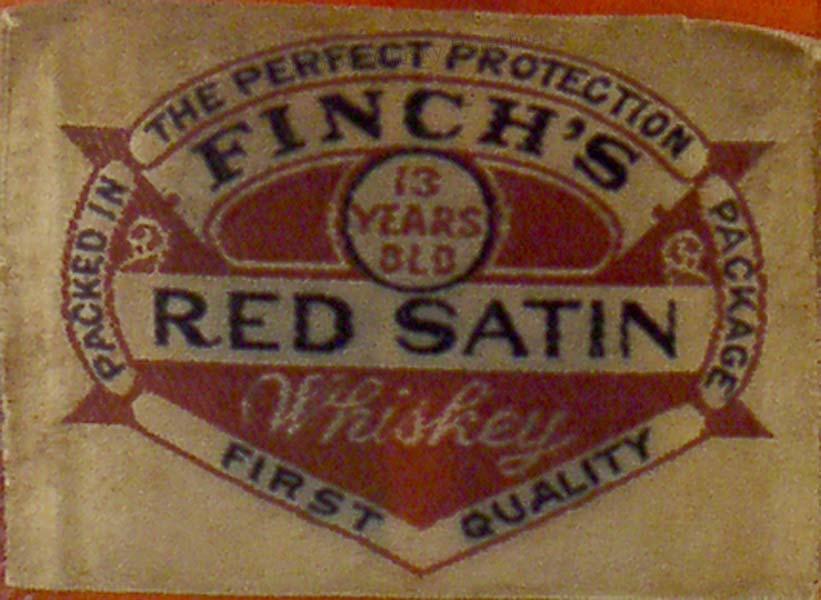 PACKED IN
THE PERFECT PROTECTION
PACKAGE
FINCH'S
13
YEARS
OLD
RED SATIN
Whiskey
FIRST QUALITY